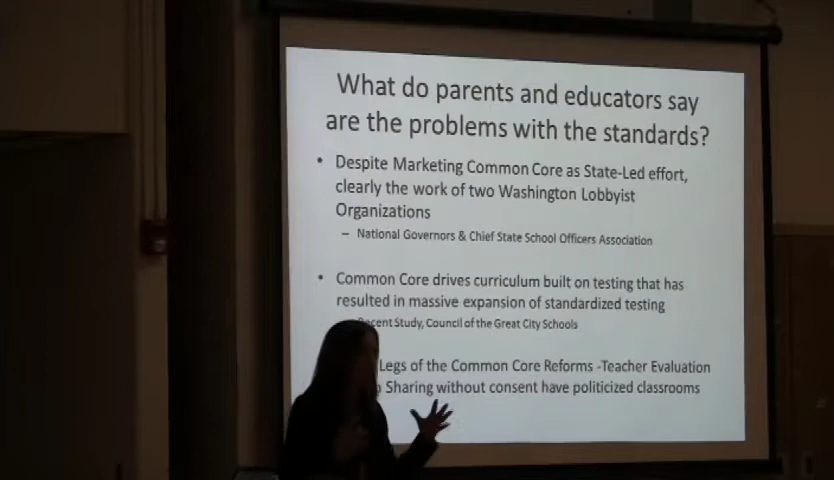 What do parents and educators say
are the problems with the standards?
• Despite Marketing Common Core as State-Led effort,
clearly the work of two Washington Lobbyist
Organizations
– National Governors & Chief State School Officers Association
• Common Core drives curriculum built on testing that has
resulted in massive expansion of standardized testing
Study, Council of the Great City Schools
Legs of the Common Core Reforms -Teacher Evaluation
Sharing without consent have politicized classrooms